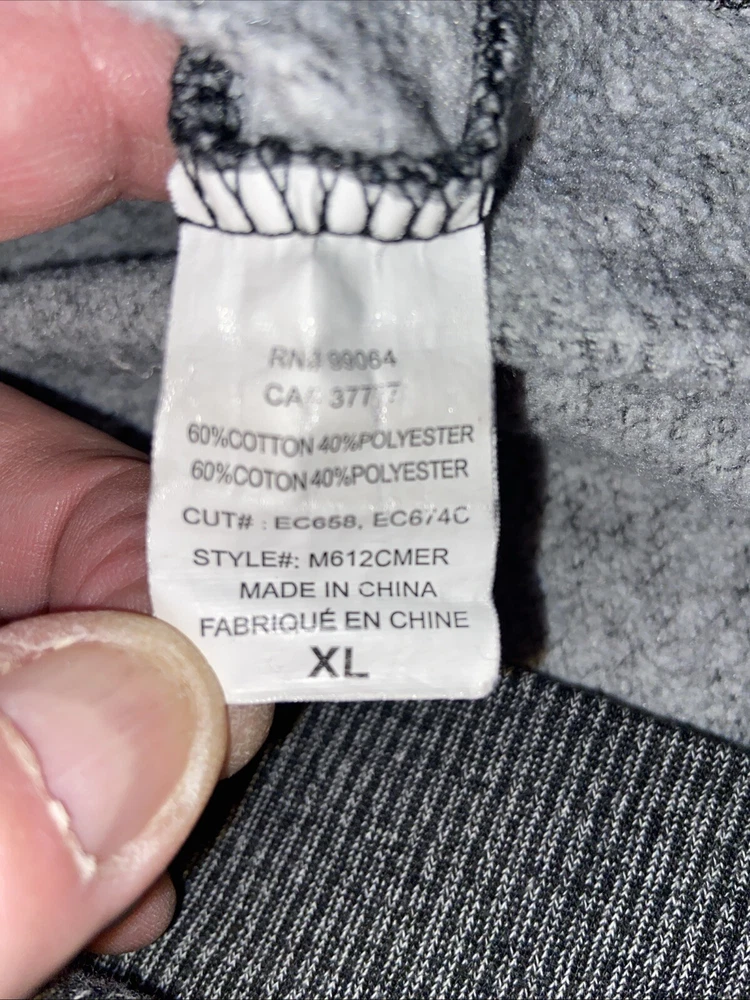 RN# 99064
CA# 37777
60%COTTON 40%POLYESTER
60%COTON 40%POLYESTER
CUT# : EC658, EC674C
STYLE#: M612CMER
MADE IN CHINA
FABRIQUÉ EN CHINE
XL